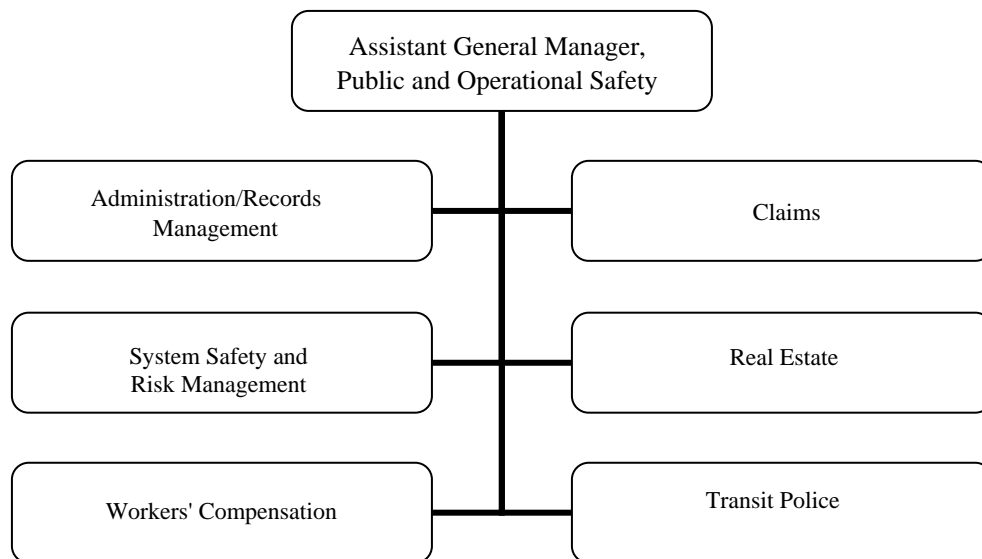 Assistant General Manager,
Public and Operational Safety
Administration/Records
Management
Claims
System Safety and
Risk Management
Real Estate
Workers' Compensation
Transit Police